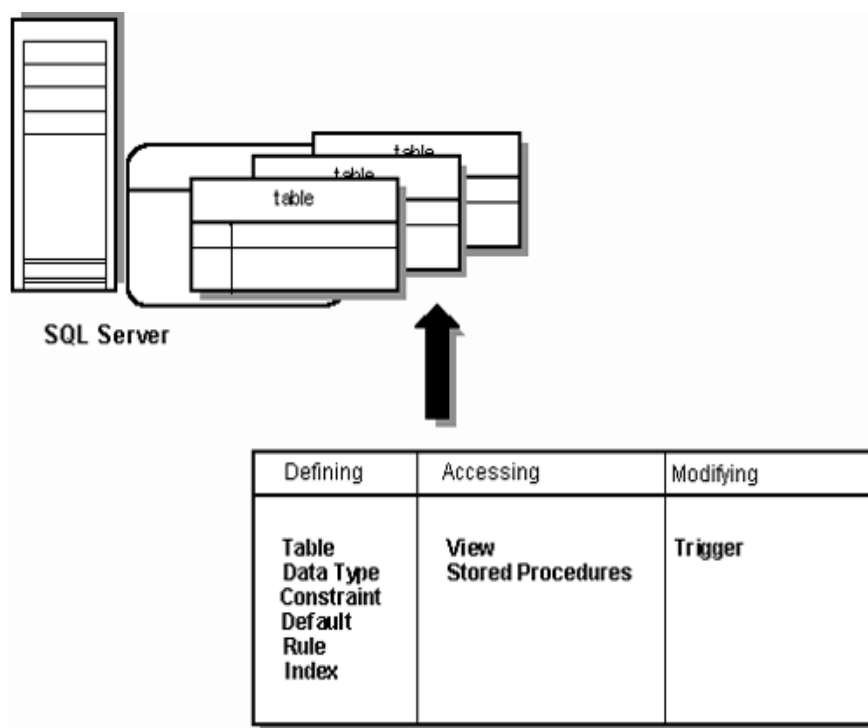 table
table
table
SQL Server
Defining Accessing Modifying
Table View Trigger
Data Type Stored Procedures
Constraint
Default
Rule
Index